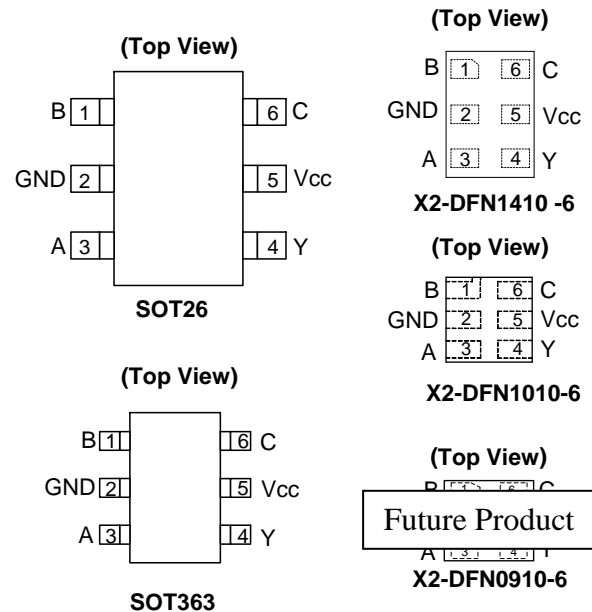 (Top View)
B 1 6 C
GND 2 5 Vcc
A 3 4 Y
SOT26
(Top View)
B 1 6 C
GND 2 5 Vcc
A 3 4 Y
SOT363
(Top View)
B 1 6 C
GND 2 5 Vcc
A 3 4 Y
X2-DFN1410 -6
(Top View)
B 1 6 C
GND 2 5 Vcc
A 3 4 Y
X2-DFN1010-6
(Top View)
Future Product
A 3 4
X2-DFN0910-6